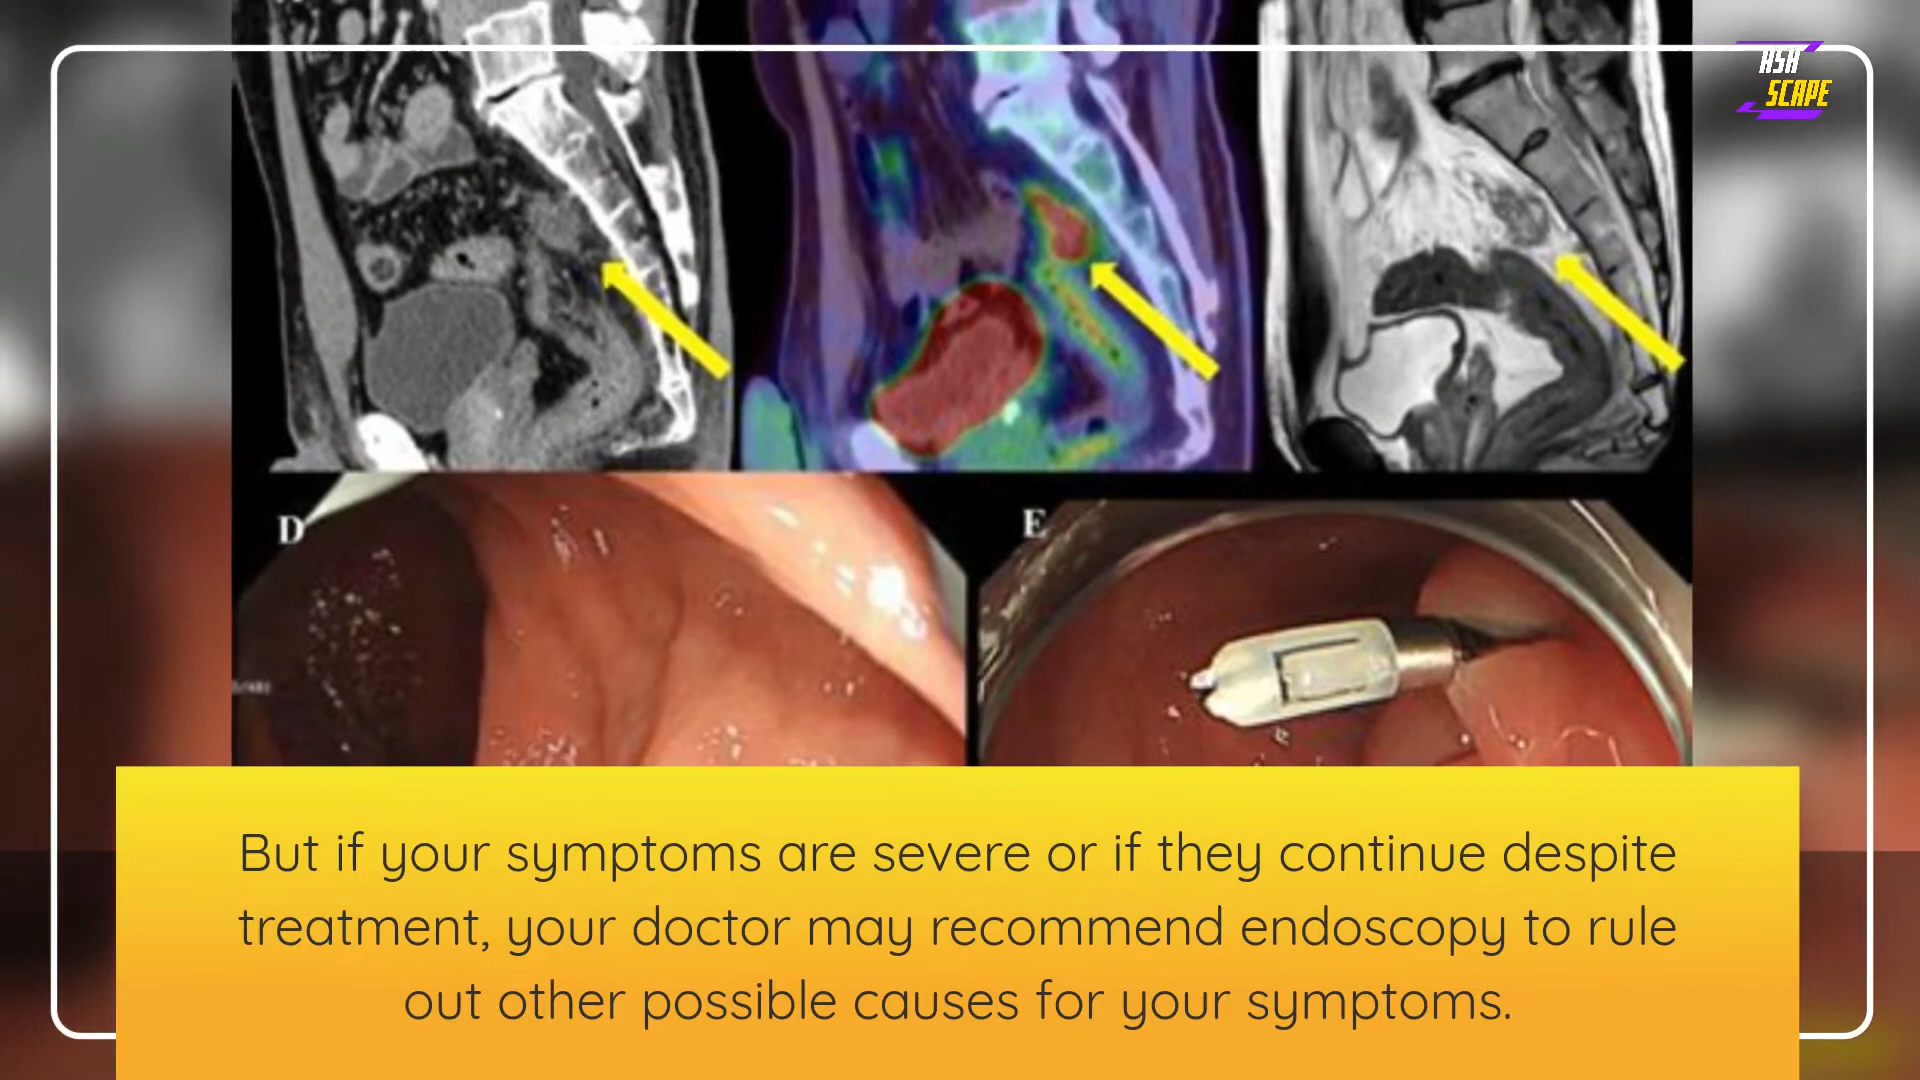 ASK
SCAPE
D
E
But if your symptoms are severe or if they continue despite
treatment, your doctor may recommend endoscopy to rule
out other possible causes for your symptoms.